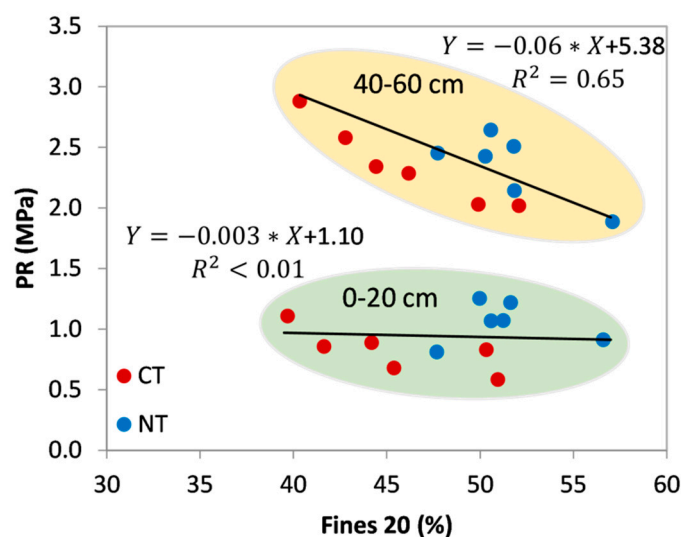 3.5
3.0
2.5
2.0
1.5
1.0
0.5
0.0
PR (MPa)
Y = −0.06 ∗ X+5.38
R² = 0.65
40-60 cm
Y = −0.003 ∗ X+1.10
R² < 0.01
0-20 cm
CT
NT
30 35 40 45 50 55 60
Fines 20 (%)